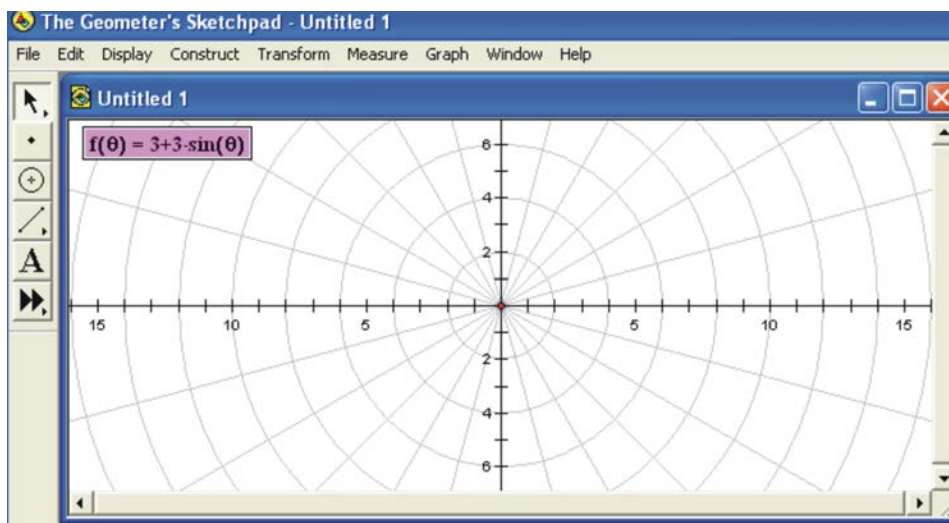 The Geometer's Sketchpad - Untitled 1
File Edit Display Construct Transform Measure Graph Window Help
Untitled 1
f(θ) = 3+3·sin(θ)
6
4
2
15 10 5 5 10 15
2
4
6
A